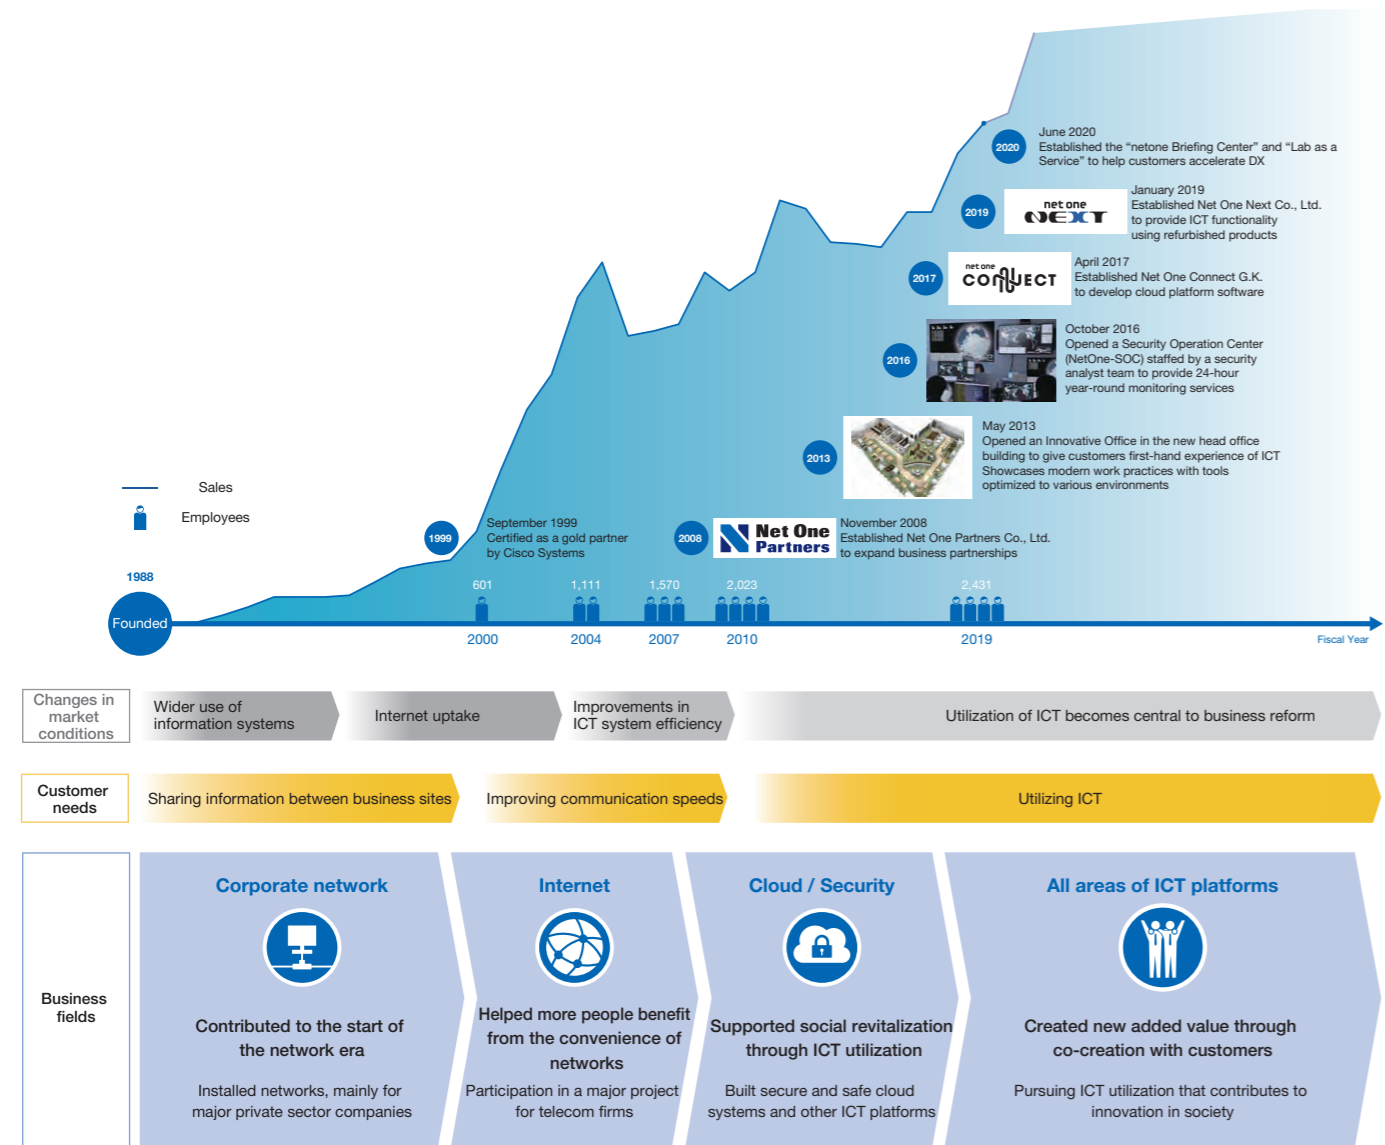 June 2020
2020
Established the “netone Briefing Center” and “Lab as a
Service” to help customers accelerate DX
January 2019
2019
net one
NEXT
Established Net One Next Co., Ltd.
to provide ICT functionality
using refurbished products
April 2017
2017
net one
CONNECT
Established Net One Connect G.K.
to develop cloud platform software
October 2016
2016
Opened a Security Operation Center
(NetOne-SOC) staffed by a security
analyst team to provide 24-hour
year-round monitoring services
May 2013
2013
Opened an Innovative Office in the new head office
building to give customers first-hand experience of ICT
Showcases modern work practices with tools
optimized to various environments
Sales
Employees
1999
September 1999
Certified as a gold partner
by Cisco Systems
2008
Net One
Partners
November 2008
Established Net One Partners Co., Ltd.
to expand business partnerships
1988
Founded
601
1,111
1,570
2,023
2,431
2000
2004
2007
2010
2019
Fiscal Year
Changes in
market
conditions
Wider use of
information systems
Internet uptake
Improvements in
ICT system efficiency
Utilization of ICT becomes central to business reform
Customer
needs
Sharing information between business sites
Improving communication speeds
Utilizing ICT
Business
fields
Corporate network
Contributed to the start of
the network era
Installed networks, mainly for
major private sector companies
Internet
Helped more people benefit
from the convenience of
networks
Participation in a major project
for telecom firms
Cloud / Security
Supported social revitalization
through ICT utilization
Built secure and safe cloud
systems and other ICT platforms
All areas of ICT platforms
Created new added value through
co-creation with customers
Pursuing ICT utilization that contributes to
innovation in society